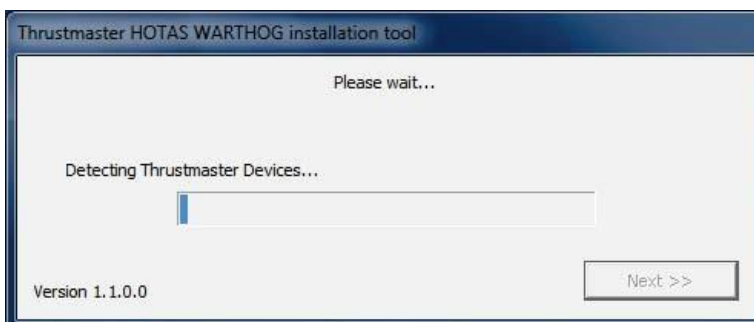 Thrustmaster HOTAS WARTHOG installation tool
Please wait...
Detecting Thrustmaster Devices...
Next >>
Version 1.1.0.0